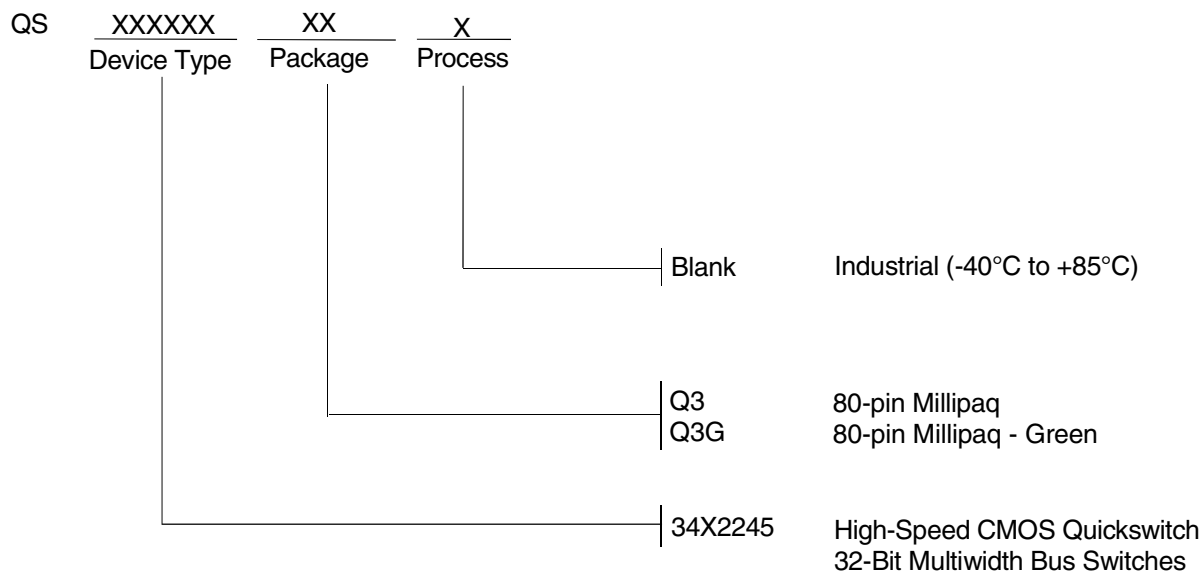 QS XXXXXX XX X
Device Type Package Process
Blank Industrial (-40°C to +85°C)
Q3 80-pin Millipaq
Q3G 80-pin Millipaq - Green
34X2245 High-Speed CMOS Quickswitch
32-Bit Multiwidth Bus Switches